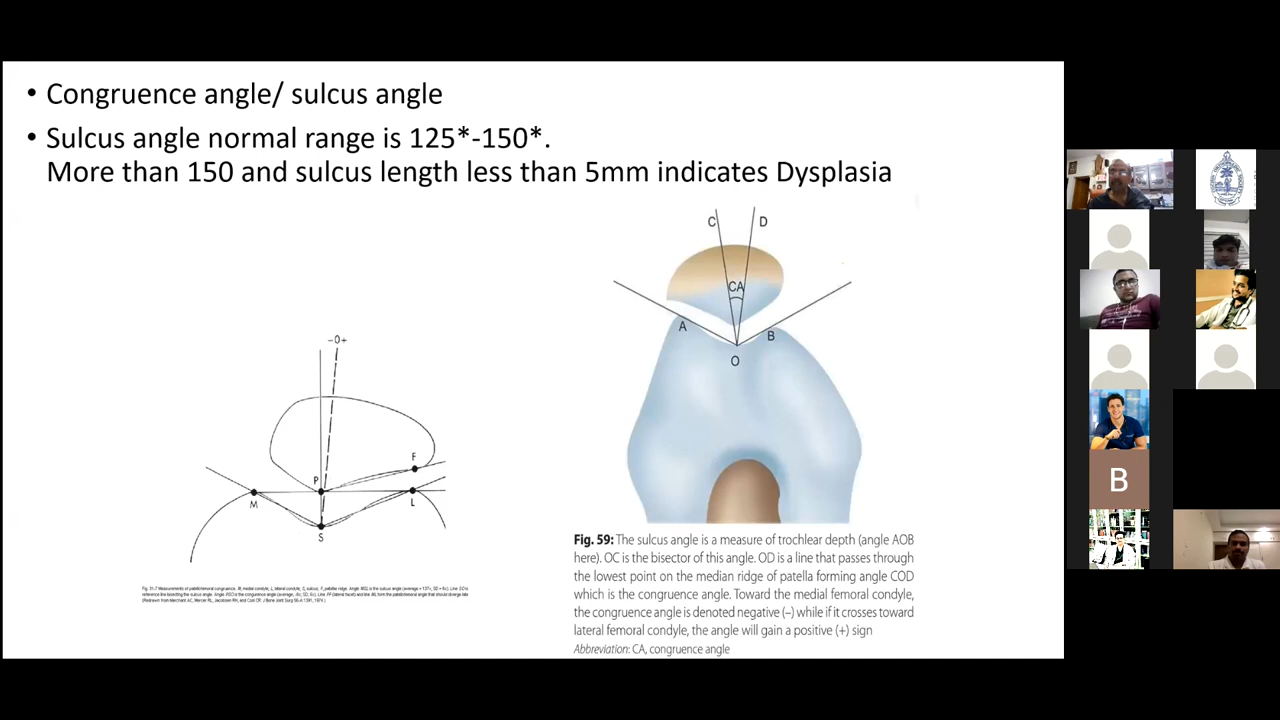 • Congruence angle/ sulcus angle
• Sulcus angle normal range is 125*-150*.
More than 150 and sulcus length less than 5mm indicates Dysplasia
C D
CA
A B
O
–0+
F
P
M L
S
Fig. 59: The sulcus angle is a measure of trochlear depth (angle AOB
here). OC is the bisector of this angle. OD is a line that passes through
the lowest point on the median ridge of patella forming angle COD
which is the congruence angle. Toward the medial femoral condyle,
the congruence angle is denoted negative (–) while if it crosses toward
lateral femoral condyle, the angle will gain a positive (+) sign
Abbreviation: CA, congruence angle
B